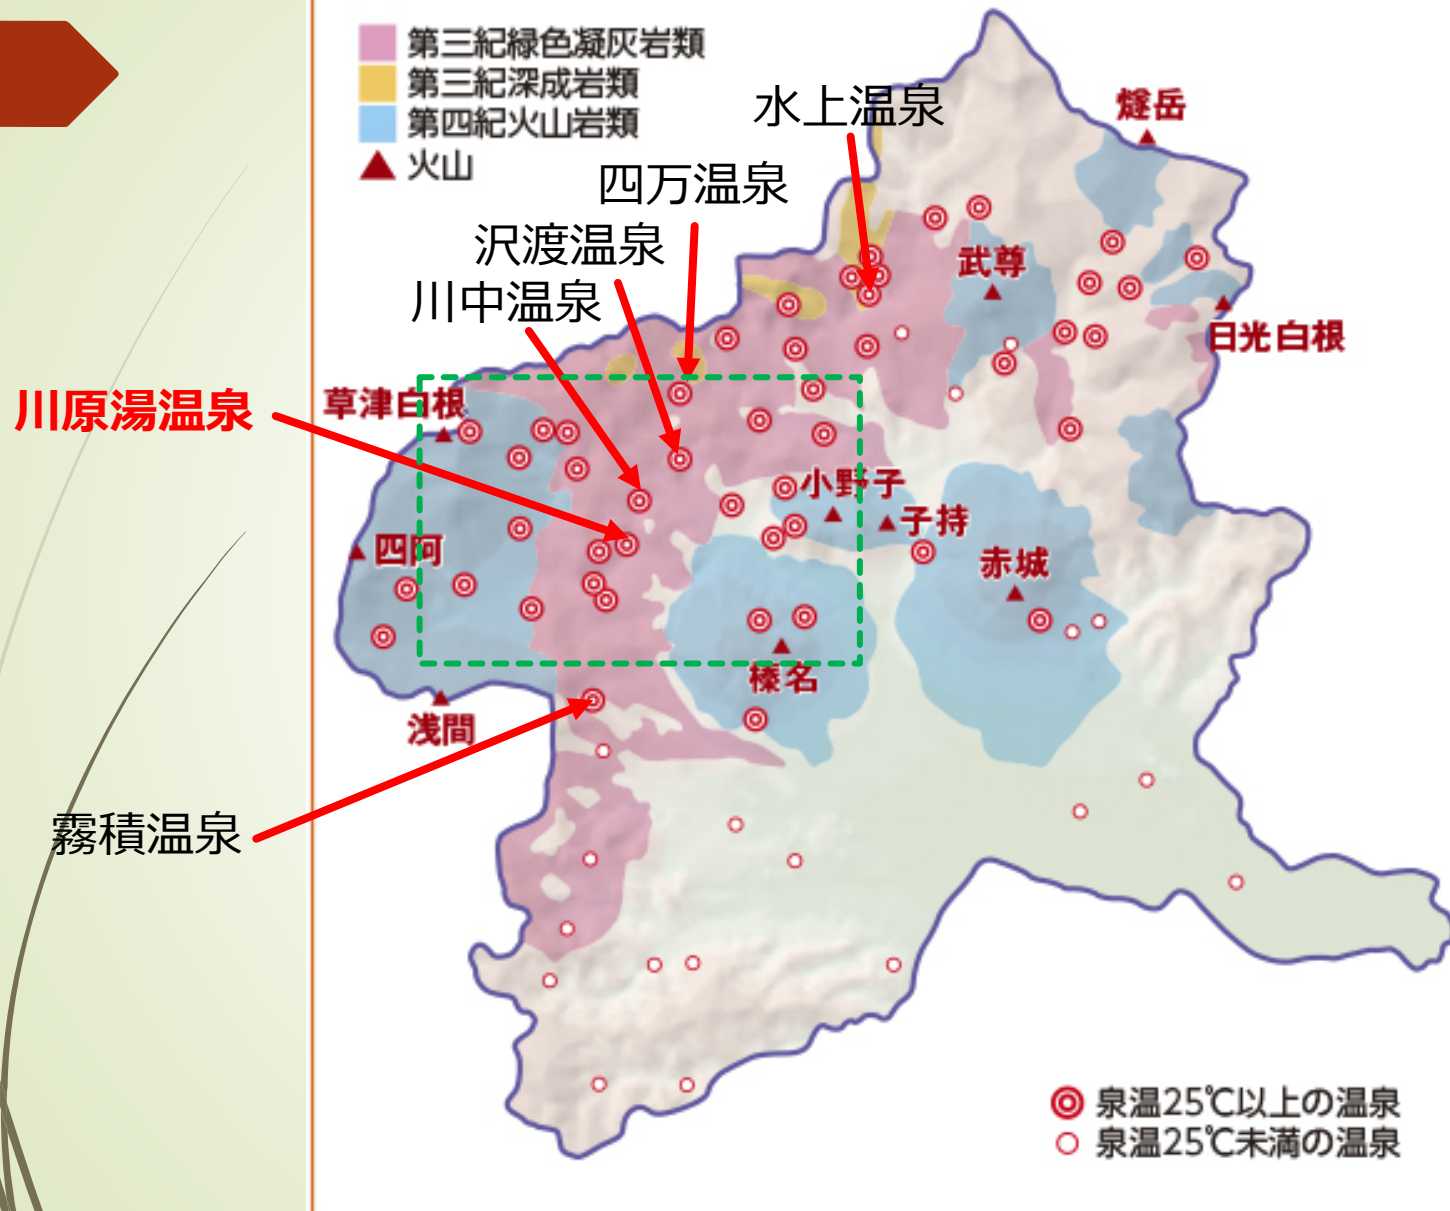 第三紀緑色凝灰岩類
第三紀深成岩類
第四紀火山岩類
火山
水上温泉
四万温泉
沢渡温泉
川中温泉
川原湯温泉
霧積温泉
燧岳
武尊
日光白根
草津白根
小野子
子持
四阿
赤城
榛名
浅間
泉温25℃以上の温泉
泉温25℃未満の温泉